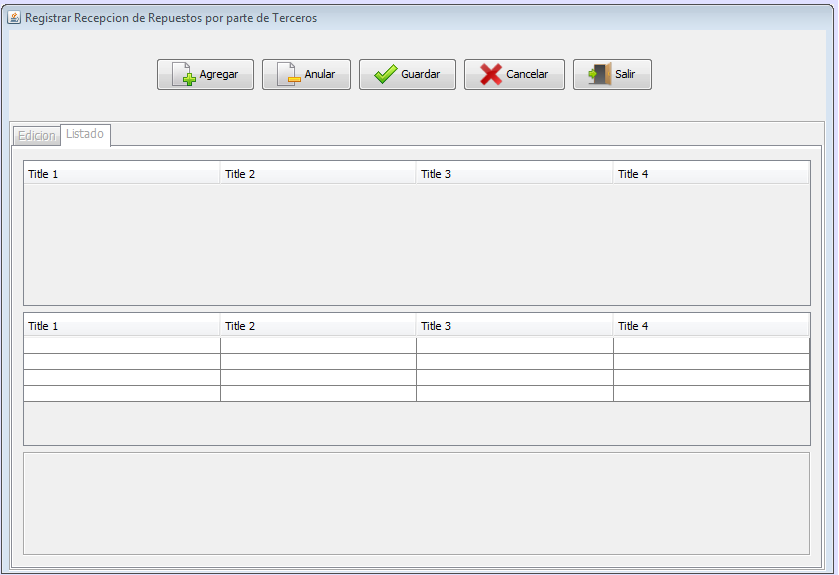 Registrar Recepcion de Repuestos por parte de Terceros
Agregar Anular Guardar Cancelar Salir
Edicion Listado
Title 1 Title 2 Title 3 Title 4
Title 1 Title 2 Title 3 Title 4